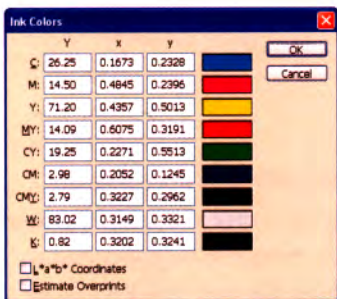 Ink Colors
Y x y
OK
C: 26.25 0.1673 0.2328
Cancel
M: 14.50 0.4845 0.2396
Y: 71.20 0.4357 0.5013
MY: 14.09 0.6075 0.3191
CY: 19.25 0.2271 0.5513
CM: 2.98 0.2052 0.1245
CMY: 2.79 0.3227 0.2962
W: 83.02 0.3149 0.3321
K: 0.82 0.3202 0.3241
L*a*b* Coordinates
Estimate Overprints